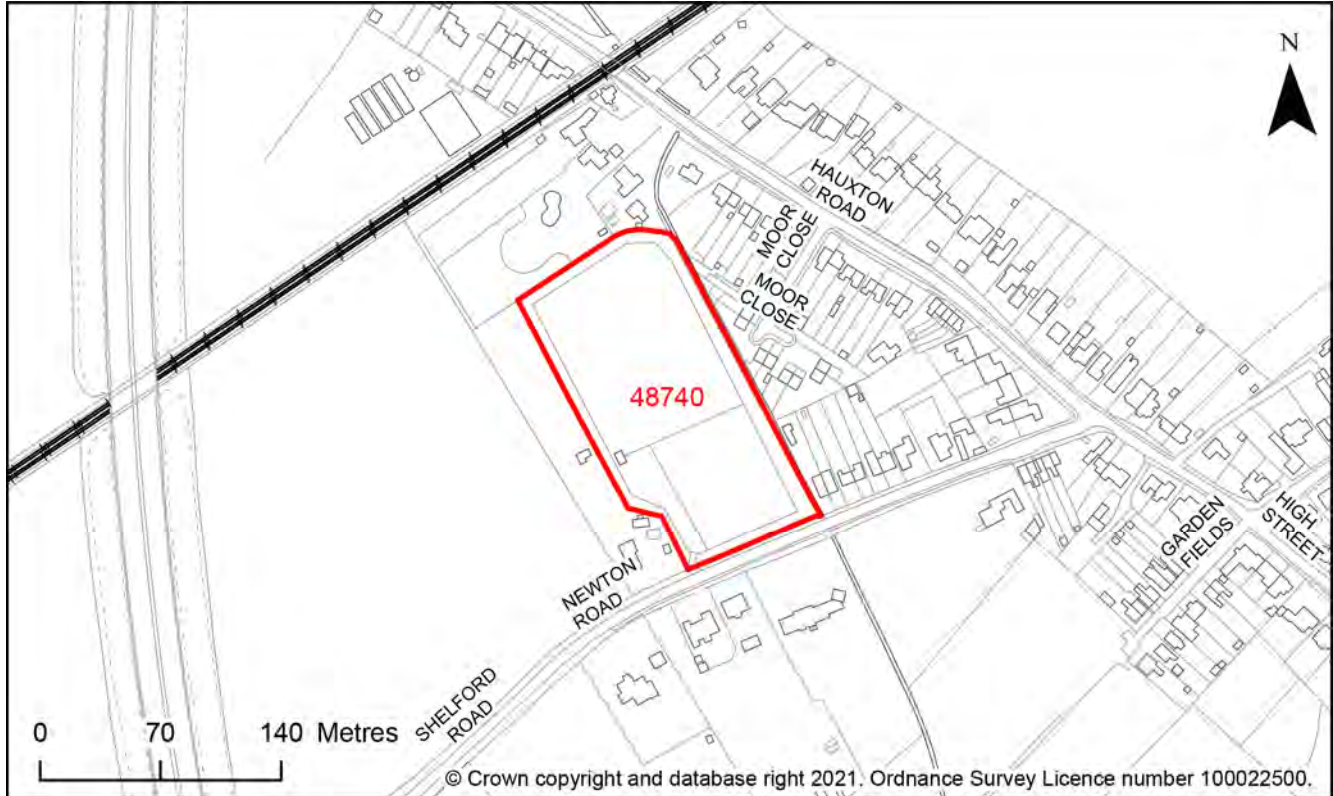 N
HAUXTON
ROAD
MOOR
CLOSE
MOOR
CLOSE
48740
HIGH
STREET
GARDEN
FIELDS
NEWTON
ROAD
SHELFORD
ROAD
0 70 140 Metres
© Crown copyright and database right 2021. Ordnance Survey Licence number 100022500.